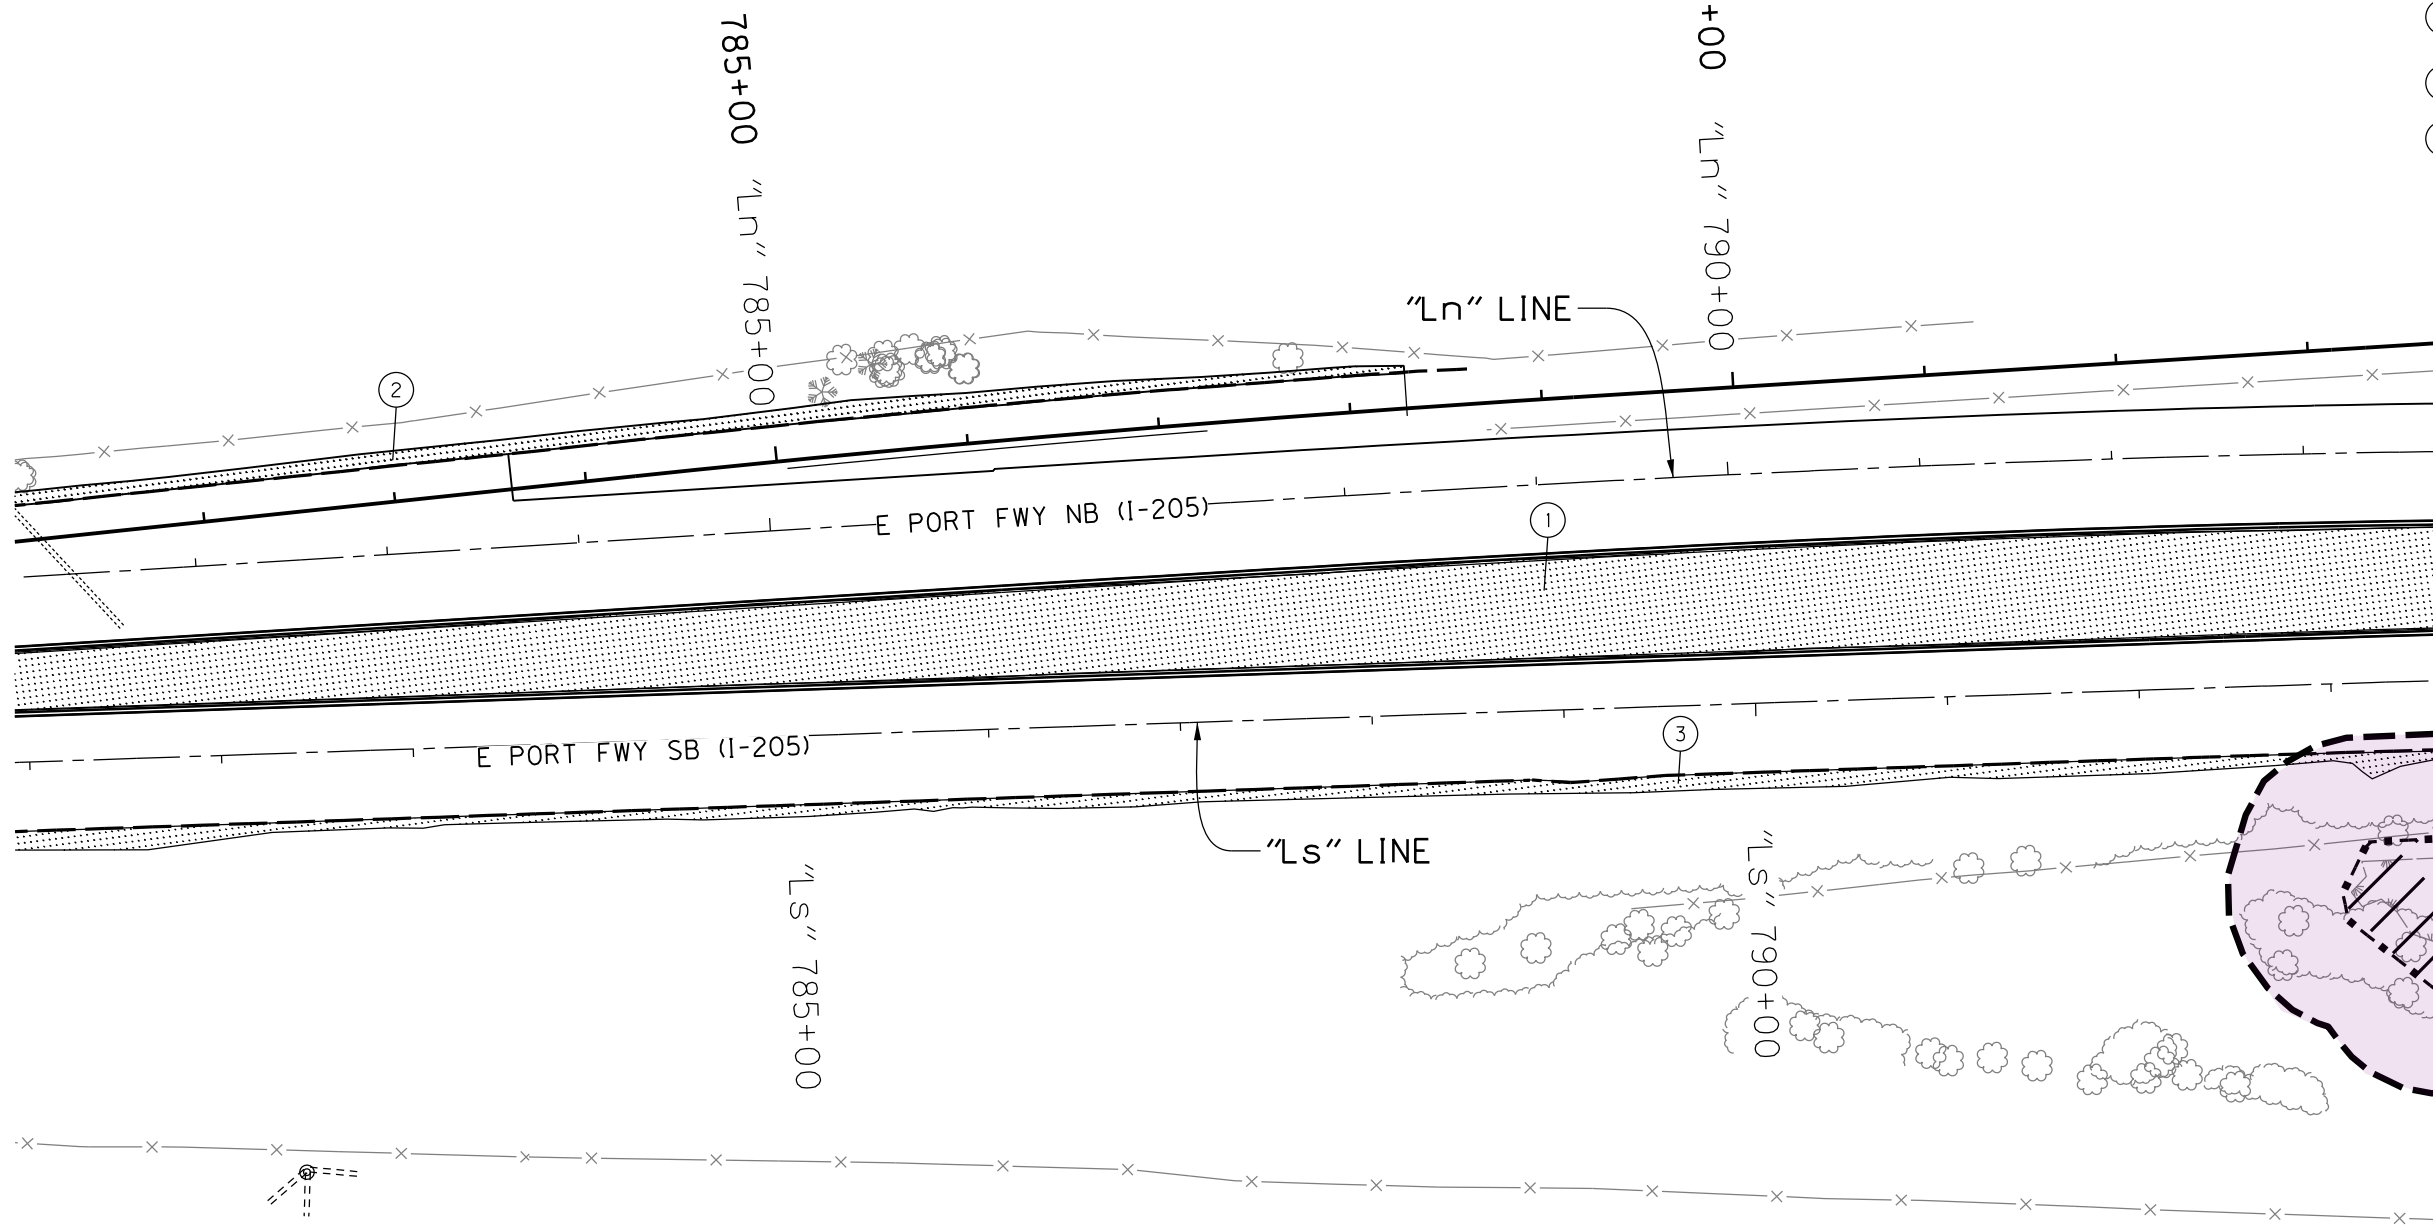 785+00
+00
"Ln" 785+00
"Ln" 790+00
"Ln" LINE
2
E PORT FWY NB (I-205)
1
E PORT FWY SB (I-205)
3
"Ls" LINE
"Ls" 785+00
"Ls" 790+00